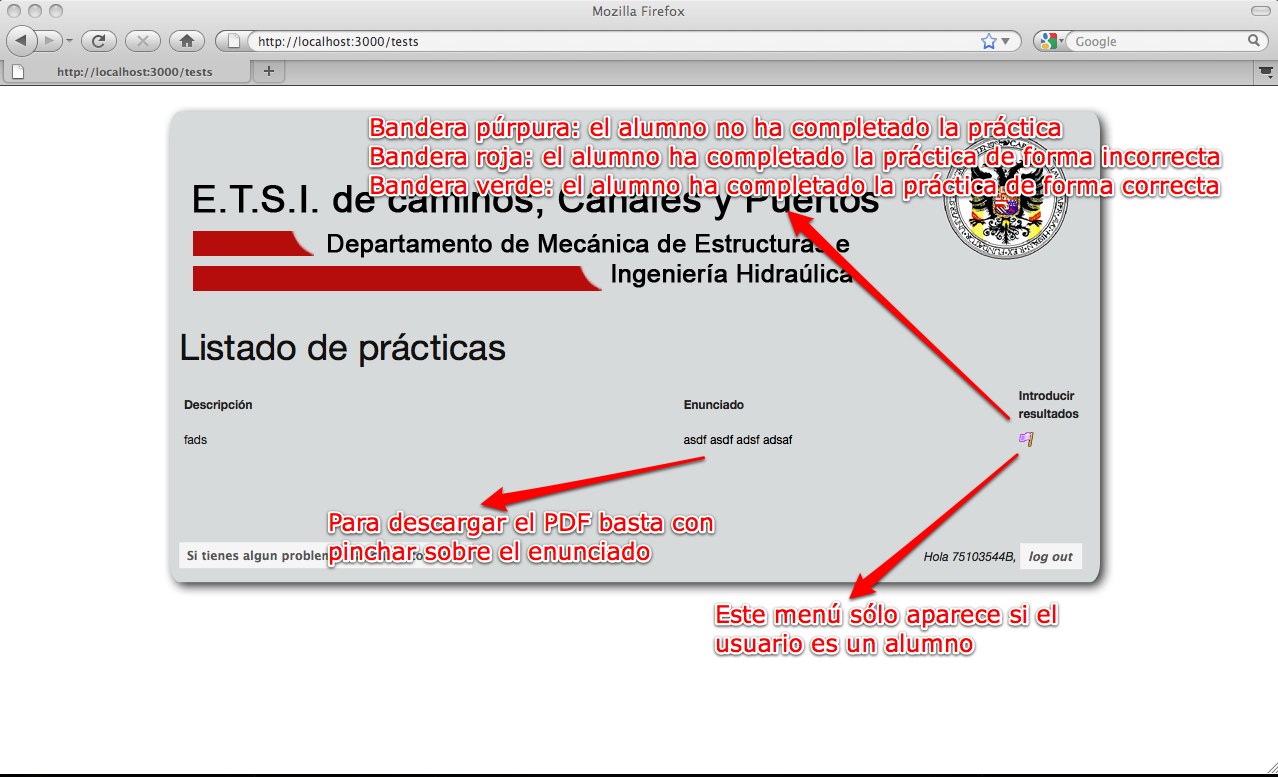 Mozilla Firefox
http://localhost:3000/tests
Google
http://localhost:3000/tests
Bandera púrpura: el alumno no ha completado la práctica
Bandera roja: el alumno ha completado la práctica de forma incorrecta
Bandera verde: el alumno ha completado la práctica de forma correcta
E.T.S.I. de caminos, Canales y Puertos
Departamento de Mecánica de Estructuras e
Ingeniería Hidraúlica
Listado de prácticas
Descripción
Enunciado
Introducir
resultados
fads
asdf asdf adsf adsaf
Para descargar el PDF basta con
pinchar sobre el enunciado
Si tienes algun
Hola 75103544B,
log out
Este menú sólo aparece si el
usuario es un alumno